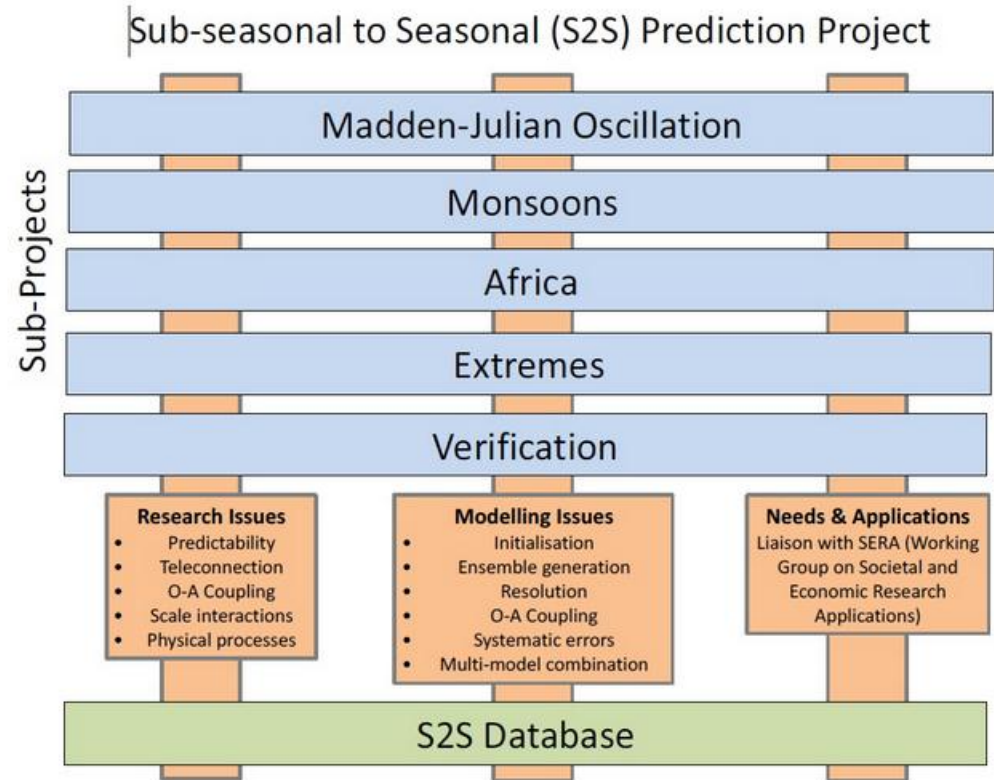 Sub-seasonal to Seasonal (S2S) Prediction Project
Sub-Projects
Madden-Julian Oscillation
Monsoons
Africa
Extremes
Verification
Research Issues
• Predictability
• Teleconnection
• O-A Coupling
• Scale interactions
• Physical processes
Modelling Issues
• Initialisation
• Ensemble generation
• Resolution
• O-A Coupling
• Systematic errors
• Multi-model combination
Needs & Applications
Liaison with SERA (Working
Group on Societal and
Economic Research
Applications)
S2S Database